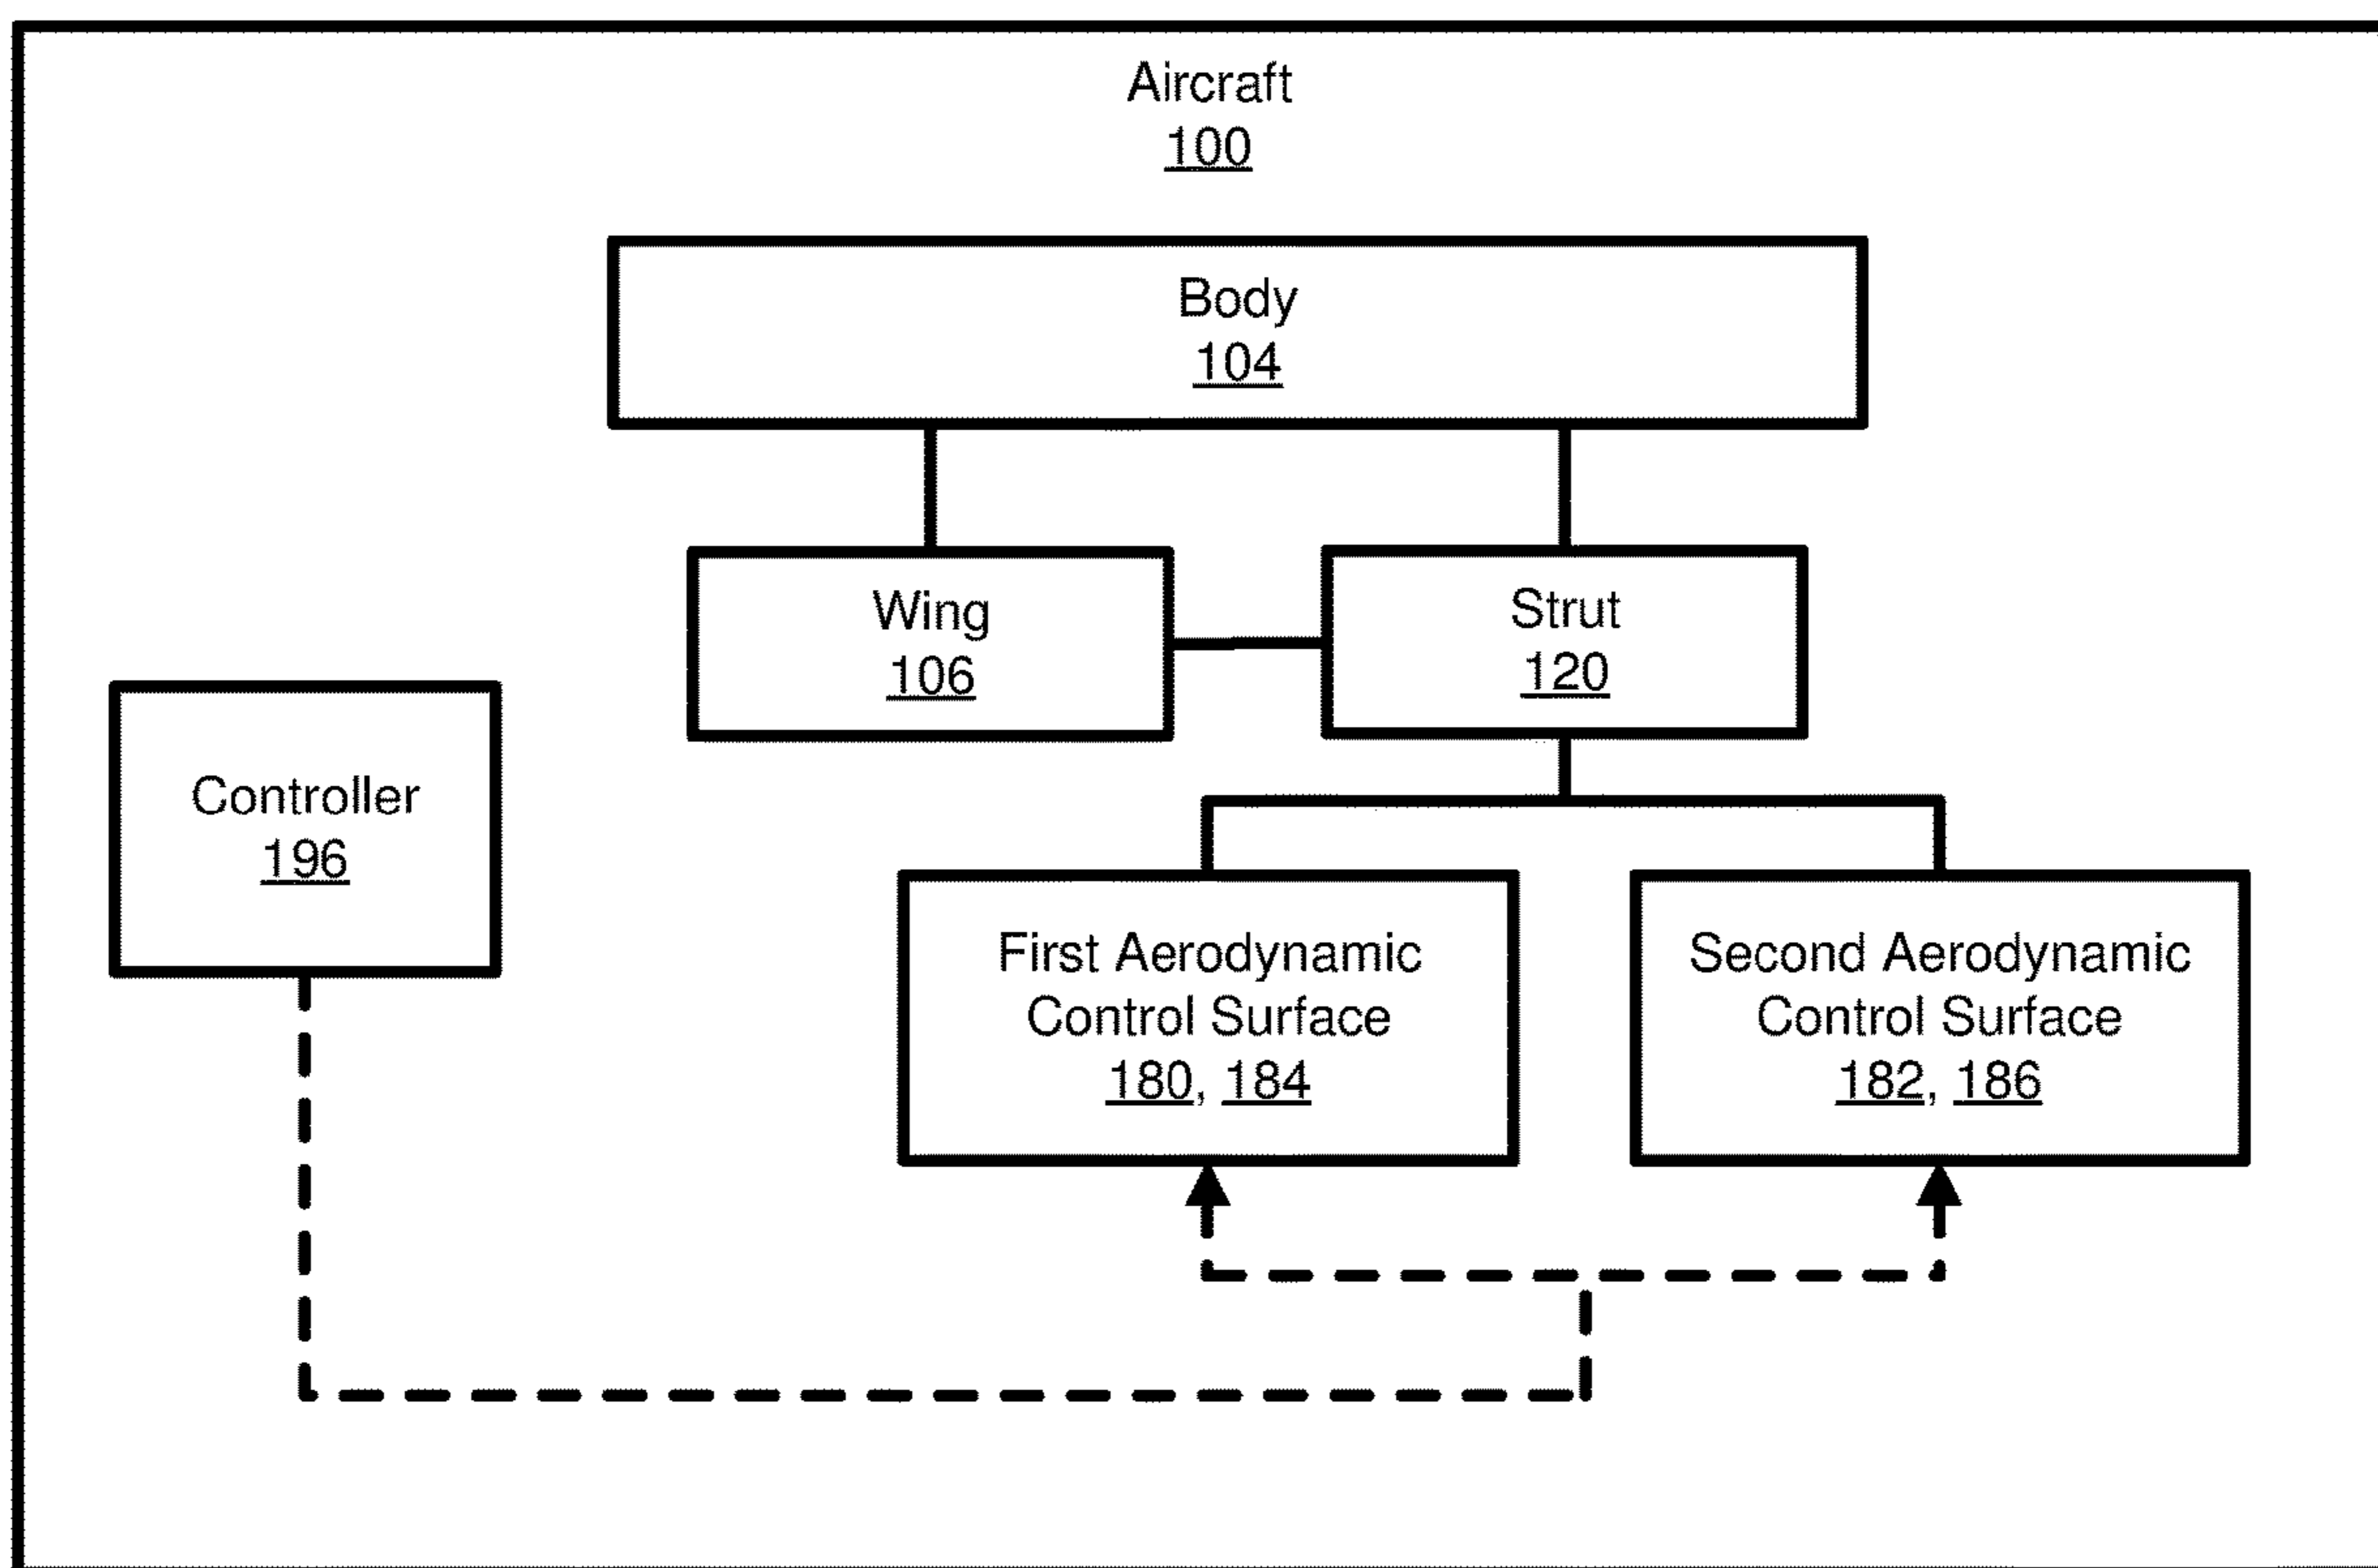 Aircraft
100
Body
104
Wing
106
Strut
120
Controller
196
First Aerodynamic
Control Surface
180, 184
Second Aerodynamic
Control Surface
182, 186